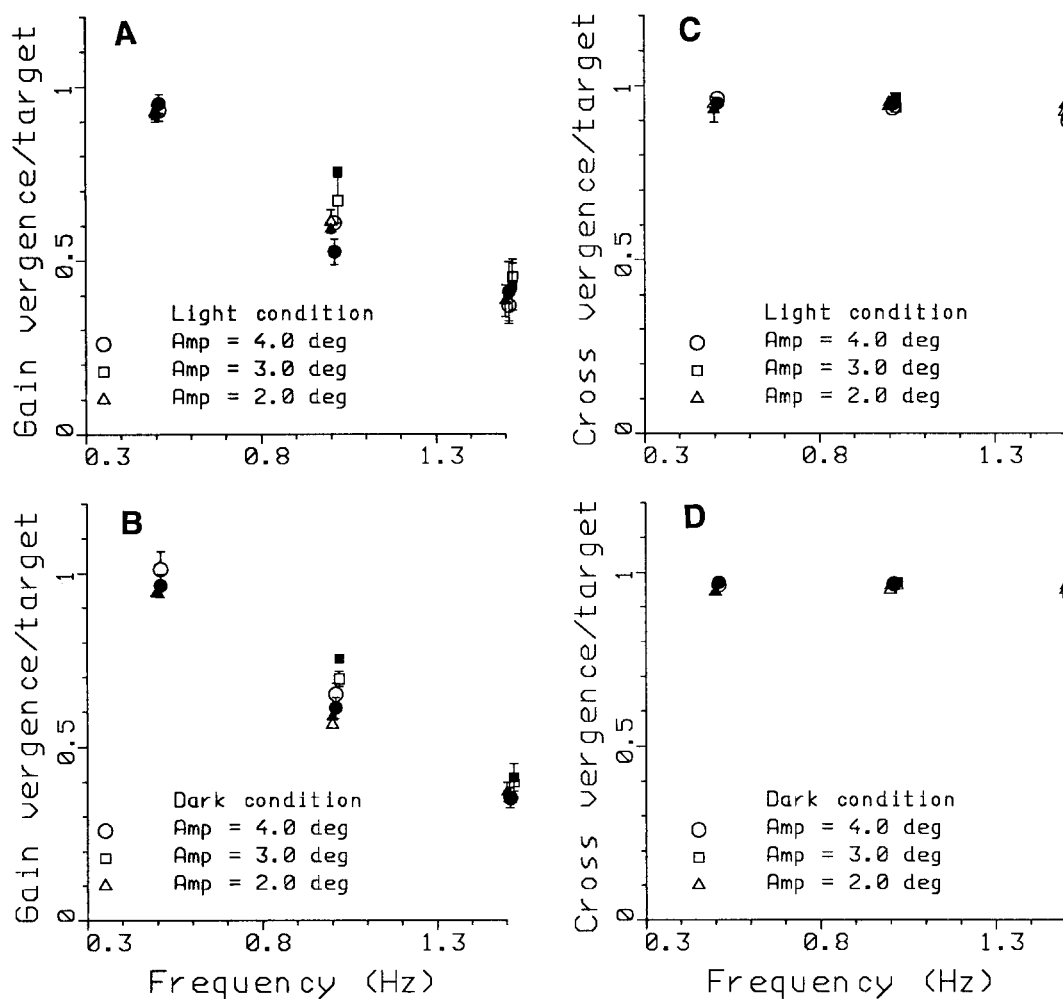 A
Gain vergence/target
1
0.5
0
Light condition
Amp = 4.0 deg
Amp = 3.0 deg
Amp = 2.0 deg
0.3 0.8 1.3
C
Cross vergence/target
1
0.5
0
Light condition
Amp = 4.0 deg
Amp = 3.0 deg
Amp = 2.0 deg
0.3 0.8 1.3
B
Gain vergence/target
1
0.5
0
Dark condition
Amp = 4.0 deg
Amp = 3.0 deg
Amp = 2.0 deg
0.3 0.8 1.3
Frequency (Hz)
D
Cross vergence/target
1
0.5
0
Dark condition
Amp = 4.0 deg
Amp = 3.0 deg
Amp = 2.0 deg
0.3 0.8 1.3
Frequency (Hz)